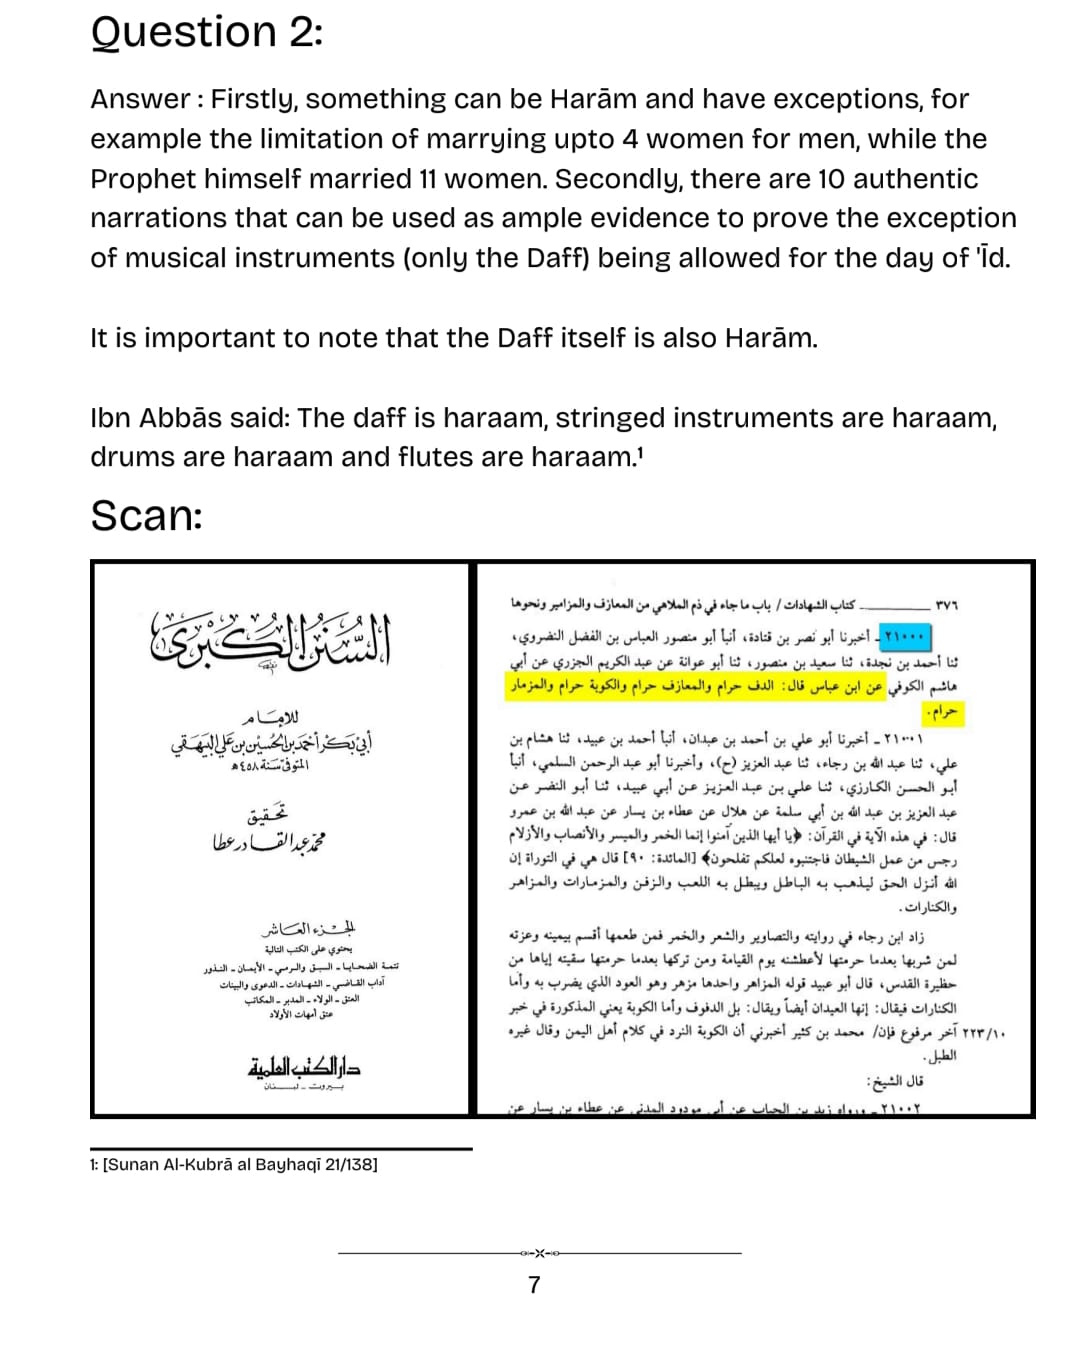 Question 2:
Answer : Firstly, something can be Harām and have exceptions, for
example the limitation of marrying upto 4 women for men, while the
Prophet himself married 11 women. Secondly, there are 10 authentic
narrations that can be used as ample evidence to prove the exception
of musical instruments (only the Daff) being allowed for the day of 'Īd.
It is important to note that the Daff itself is also Harām.
Ibn Abbās said: The daff is haraam, stringed instruments are haraam,
drums are haraam and flutes are haraam.¹
Scan:
السنن الكبرى
للإمام
أبي بكر أحمد بن الحسين بن علي البيهقي
المتوفى سنة ٤٥٨ هـ
تحقيق
محمد عبد القادر عطا
الجزء العاشر
يحتوي على الكتب التالية
تتمة الضحايا - السبق والرمي - الأيمان - النذور
آداب القاضي - الشهادات - الدعوى والبينات
العتق - الولاء - المدبر - المكاتب
عتق أمهات الأولاد
دار الكتب العلمية
بيروت - لبنان
٣٧٦ ـــــــ كتاب الشهادات / باب ما جاء في ذم الملاهي من المعازف والمزامير ونحوها
٢١٠٠٠ ـ أخبرنا أبو نصر بن قتادة، أنبأ أبو منصور العباس بن الفضل النضروي،
ثنا أحمد بن نجدة، ثنا سعيد بن منصور، ثنا أبو عوانة عن عبد الكريم الجزري عن أبي
هاشم الكوفي عن ابن عباس قال: الدف حرام والمعازف حرام والكوبة حرام والمزمار
حرام.
٢١٠٠١ ـ أخبرنا أبو علي بن أحمد بن عبدان، أنبأ أحمد بن عبيد، ثنا هشام بن
علي، ثنا عبد الله بن رجاء، ثنا عبد العزيز (ح)، وأخبرنا أبو عبد الرحمن السلمي، أنبأ
أبو الحسن الكارزي، ثنا علي بن عبد العزيز عن أبي عبيد، ثنا أبو النضر عن
عبد العزيز بن عبد الله بن أبي سلمة عن هلال عن عطاء بن يسار عن عبد الله بن عمرو
قال: في هذه الآية في القرآن: ﴿يا أيها الذين آمنوا إنما الخمر والميسر والأنصاب والأزلام
رجس من عمل الشيطان فاجتنبوه لعلكم تفلحون﴾ [المائدة: ٩٠] قال هي في التوراة إن
الله أنزل الحق ليذهب به الباطل ويبطل به اللعب والزفن والمزمارات والمزاهر
والكنارات.
زاد ابن رجاء في روايته والتصاوير والشعر والخمر فمن طعمها أقسم بيمينه وعزته
لمن شربها بعدما حرمتها لأعطشنه يوم القيامة ومن تركها بعدما حرمتها سقيته إياها من
حظيرة القدس، قال أبو عبيد قوله المزاهر واحدها مزهر وهو العود الذي يضرب به وأما
الكنارات فيقال: إنها العيدان أيضاً ويقال: بل الدفوف وأما الكوبة يعني المذكورة في خبر
٢٢٣/١٠ آخر مرفوع فإن/ محمد بن كثير أخبرني أن الكوبة النرد في كلام أهل اليمن وقال غيره
الطبل.
قال الشيخ:
٢١٠٠٢ ـ ورواه زيد بن الحباب عن أبي مودود المدني عن عطاء بن يسار عن
1: [Sunan Al-Kubrā al Bayhaqī 21/138]
7